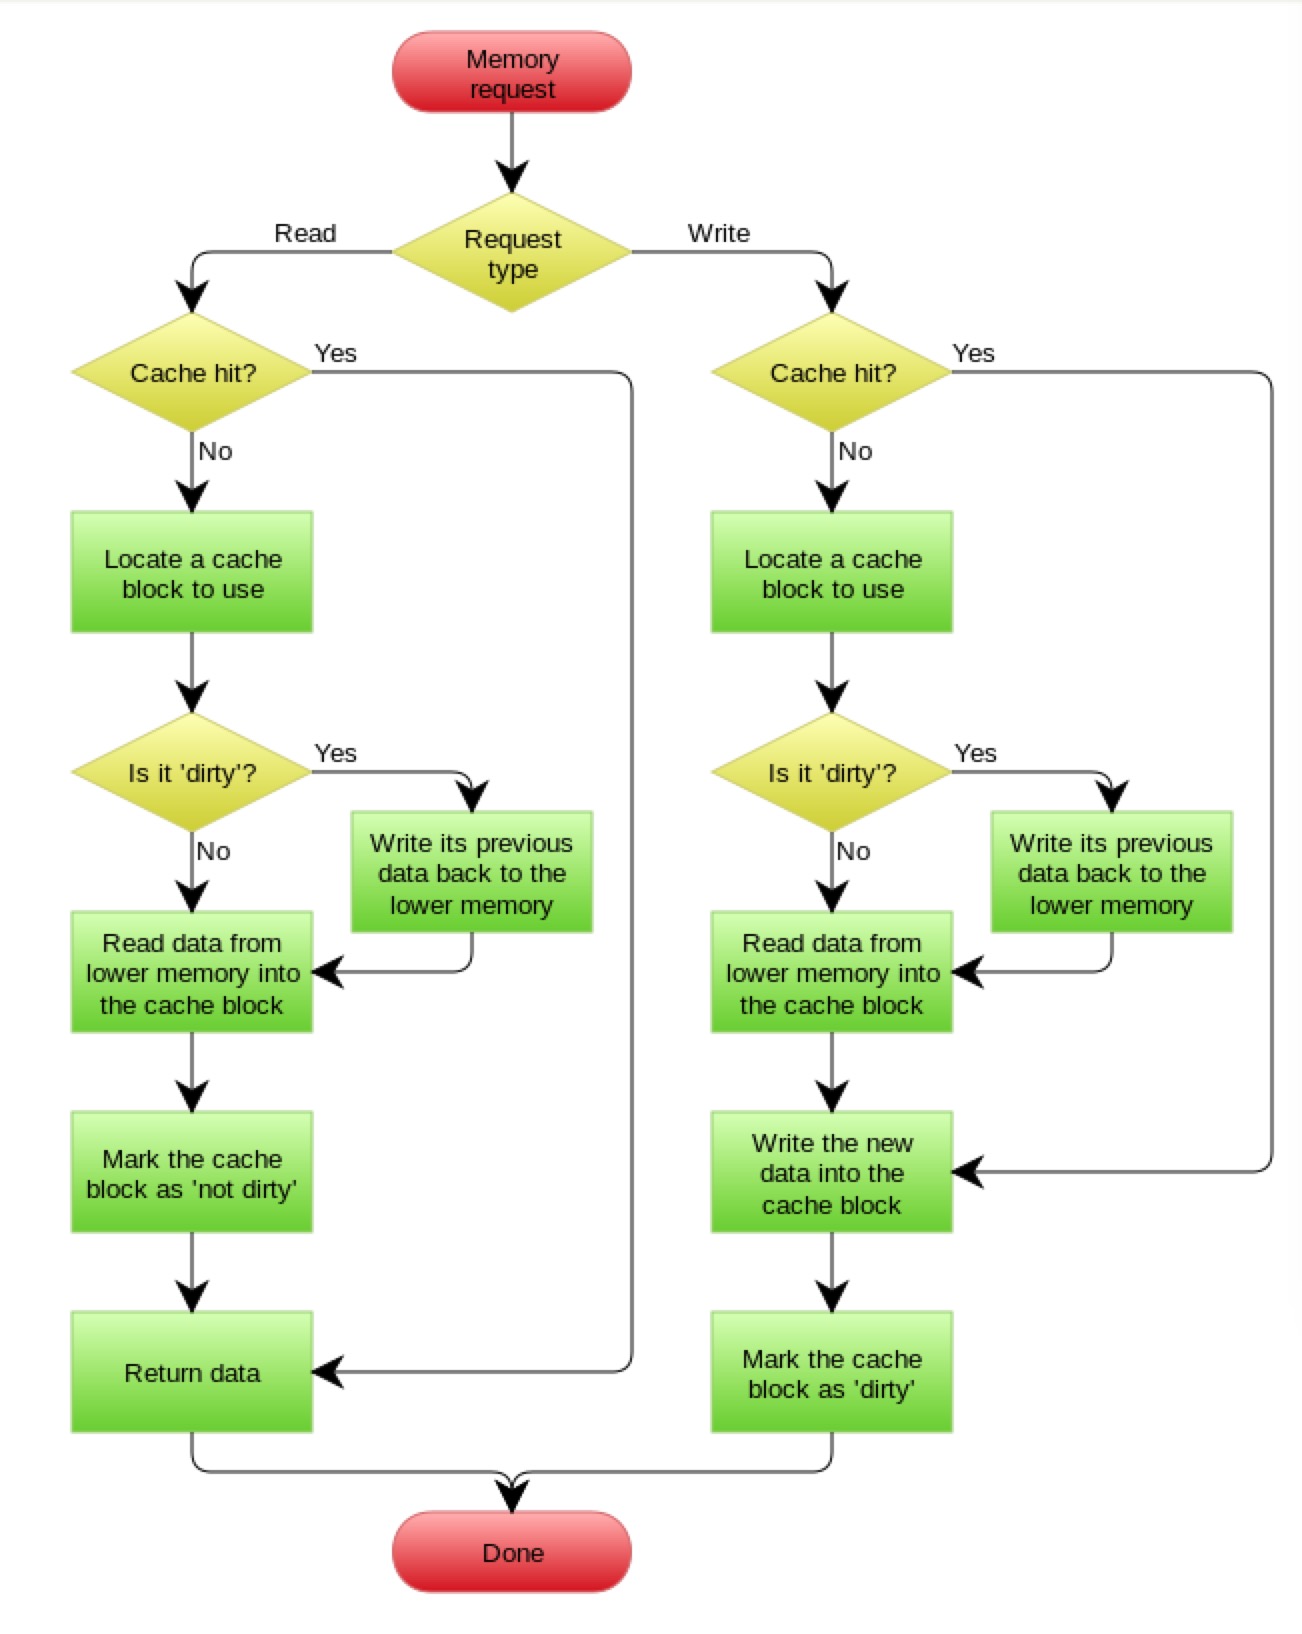 Memory
request
Request
type
Read
Write
Cache hit?
Yes
No
Locate a cache
block to use
Is it 'dirty'?
Yes
No
Write its previous
data back to the
lower memory
Read data from
lower memory into
the cache block
Mark the cache
block as 'not dirty'
Return data
Cache hit?
Yes
No
Locate a cache
block to use
Is it 'dirty'?
Yes
No
Write its previous
data back to the
lower memory
Read data from
lower memory into
the cache block
Write the new
data into the
cache block
Mark the cache
block as 'dirty'
Done